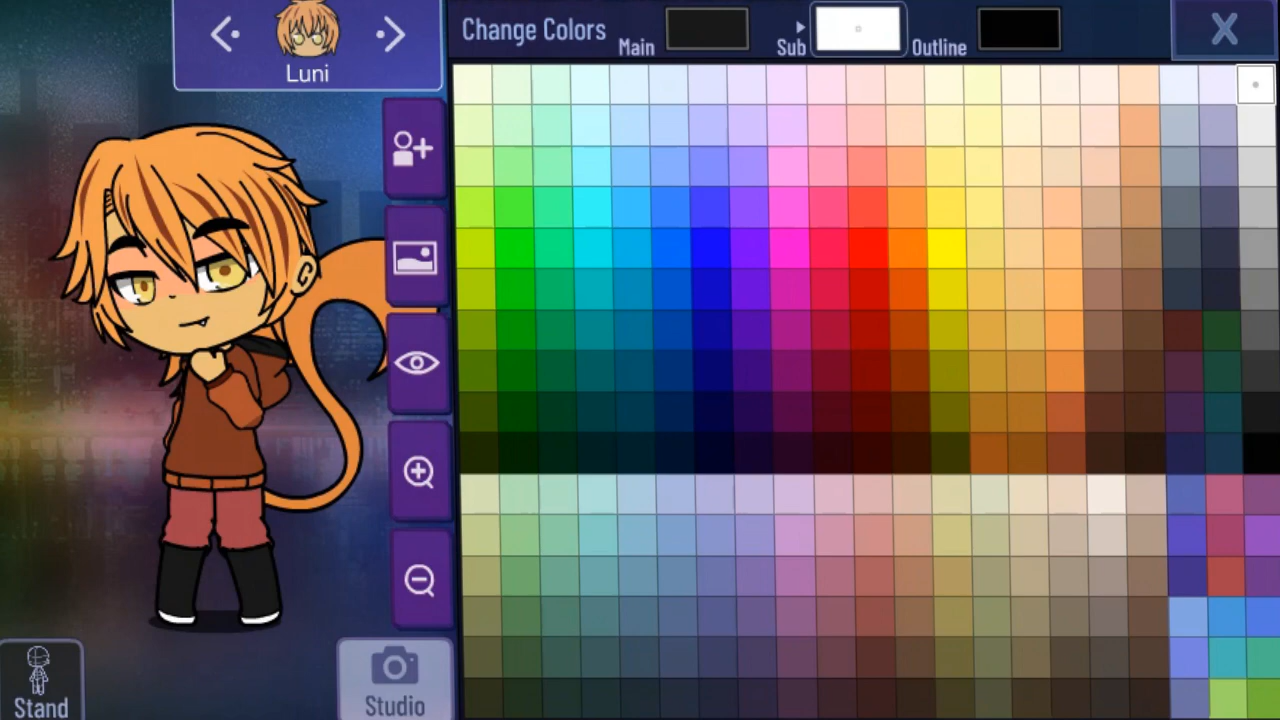 Luni
Change Colors
Main
Sub
Outline
X
Stand
Studio